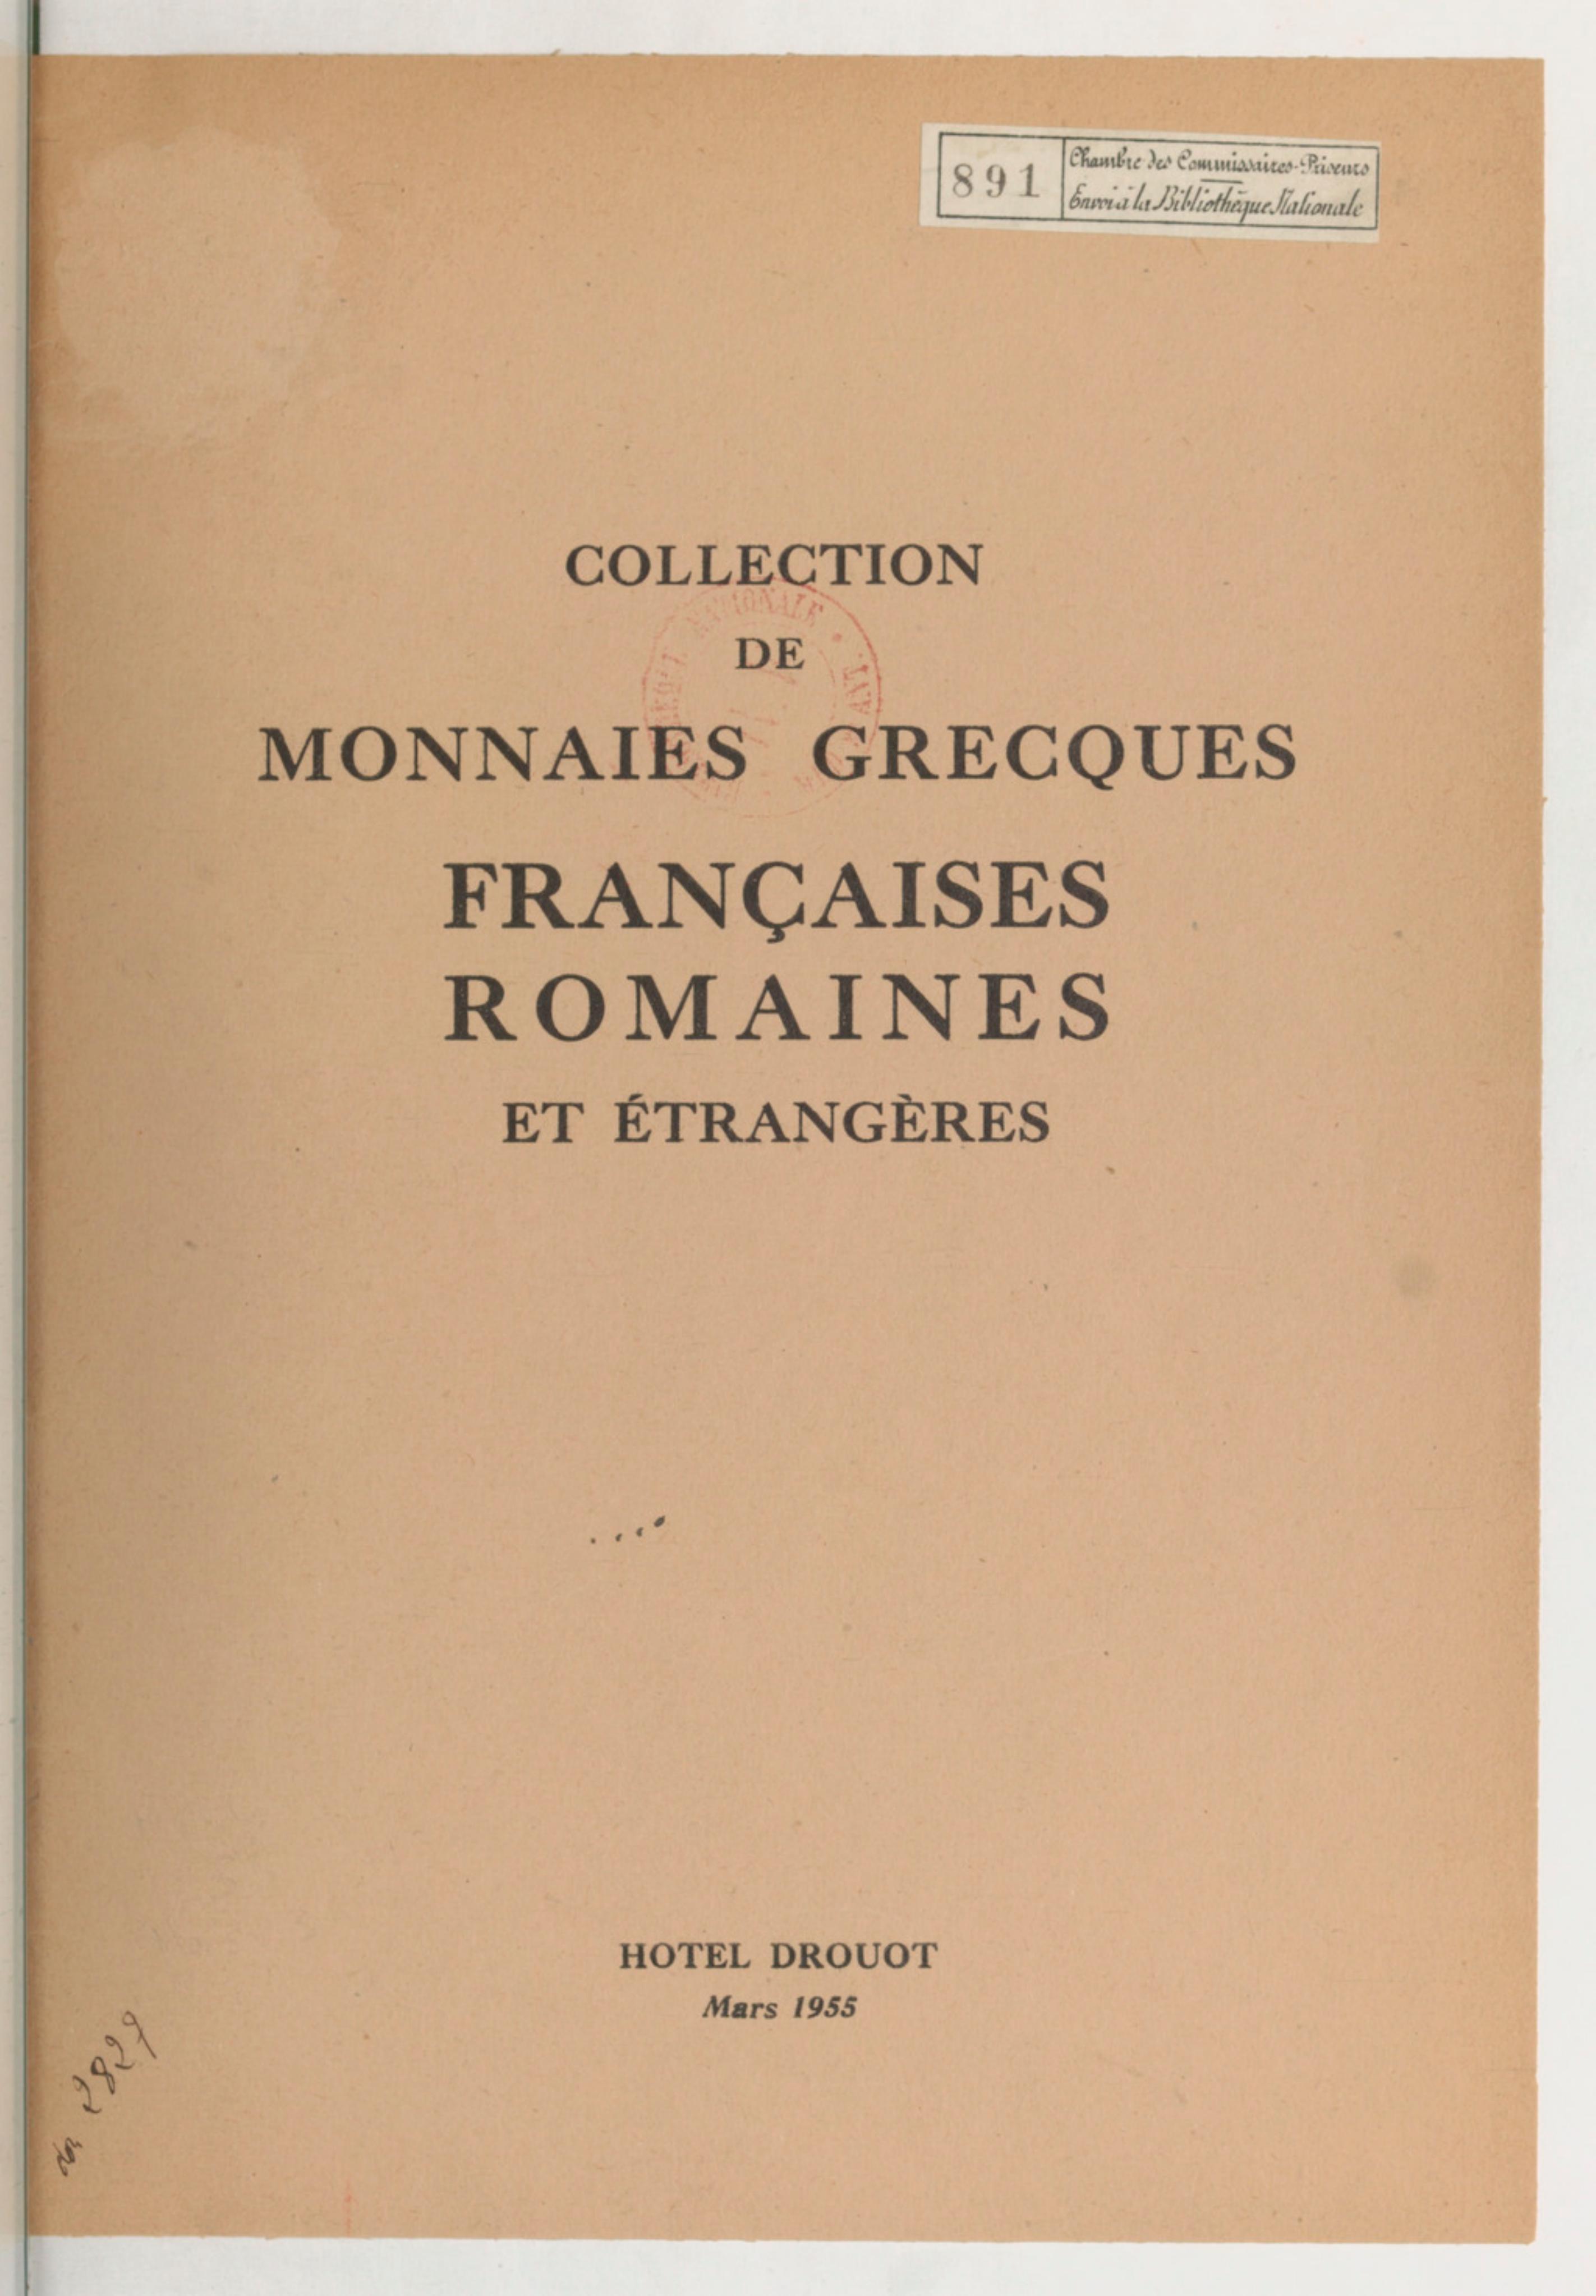 891
Chambre des Commissaires-Priseurs
Envoi à la Bibliothèque Nationale
COLLECTION
DE
MONNAIES GRECQUES
FRANÇAISES
ROMAINES
ET ÉTRANGÈRES
HOTEL DROUOT
Mars 1955
2827